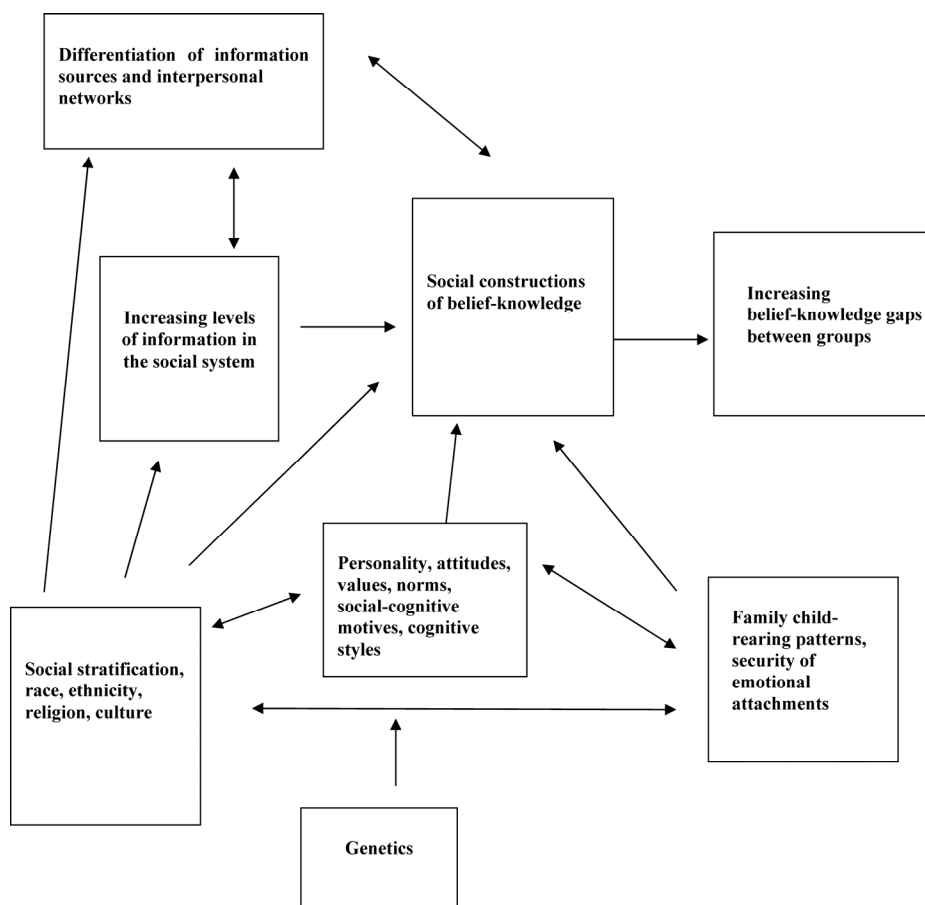 Differentiation of information
sources and interpersonal
networks
Social constructions
of belief-knowledge
Increasing
belief-knowledge gaps
between groups
Increasing levels
of information in
the social system
Personality, attitudes,
values, norms,
social-cognitive
motives, cognitive
styles
Family child-
rearing patterns,
security of
emotional
attachments
Social stratification,
race, ethnicity,
religion, culture
Genetics